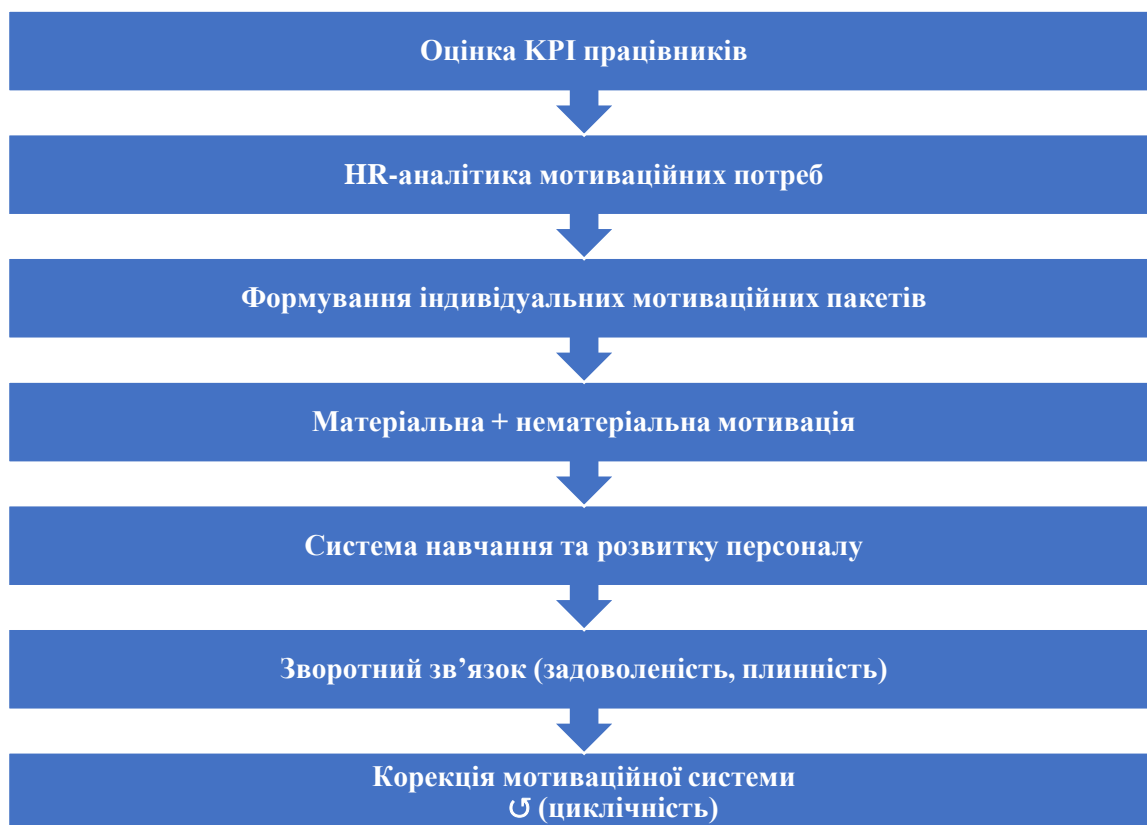 Оцінка KPI працівників
HR-аналітика мотиваційних потреб
Формування індивідуальних мотиваційних пакетів
Матеріальна + нематеріальна мотивація
Система навчання та розвитку персоналу
Зворотний зв’язок (задоволеність, плинність)
Корекція мотиваційної системи
↺ (циклічність)